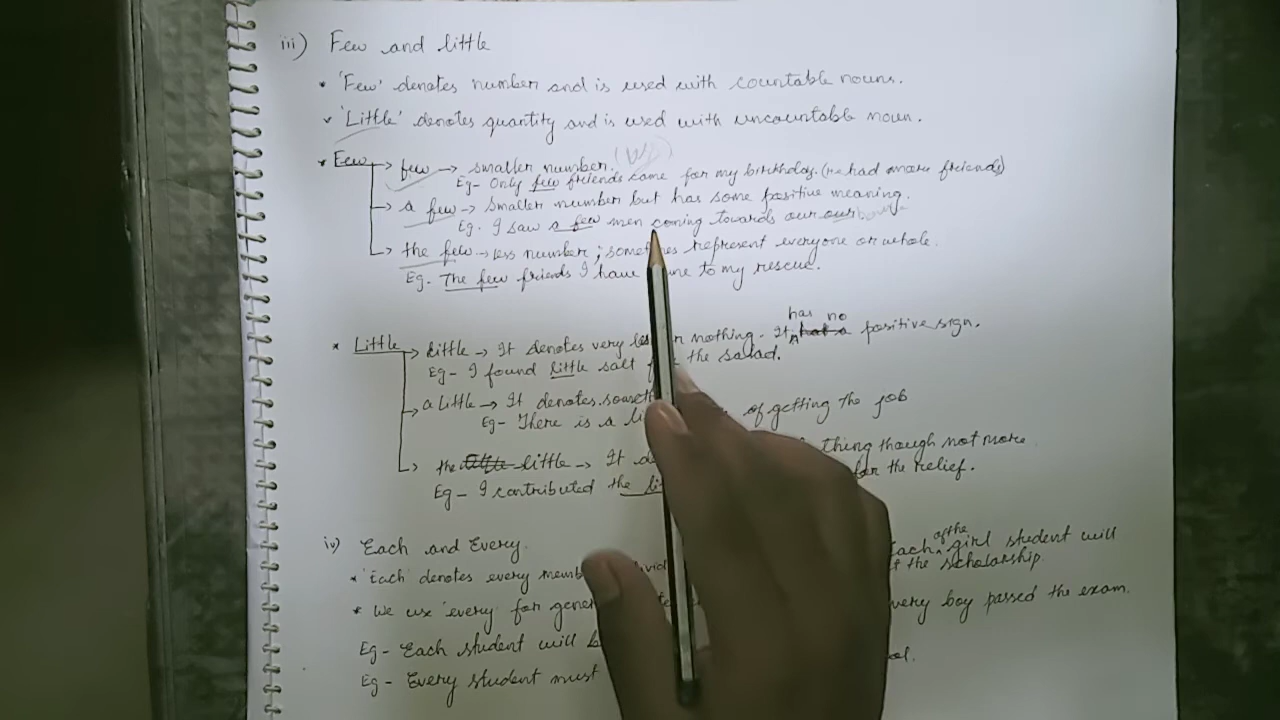 iii) Few and little
* 'Few' denotes number and is used with countable nouns.
* 'Little' denotes quantity and is used with uncountable noun.
* Few → few → smaller number.
Eg- Only few friends came for my birthday. (He had more friends)
→ a few → smaller number but has some positive meaning.
Eg. I saw a few men coming towards our our
→ the few → less number; represent everyone or whole.
Eg. The few friends I have to my rescue.
* Little → little → It denotes very nothing. It has no positive sign.
Eg- I found little salt the salad.
→ a little → It denotes
Eg- There is a of getting the job
→ the little → It thing though not more.
Eg- I contributed the for the relief.
iv) Each and Every
* 'Each' denotes every Each of the girl student will
the scholarship.
* We use 'every' for every boy passed the exam.
Eg- Each student will
Eg- Every student must